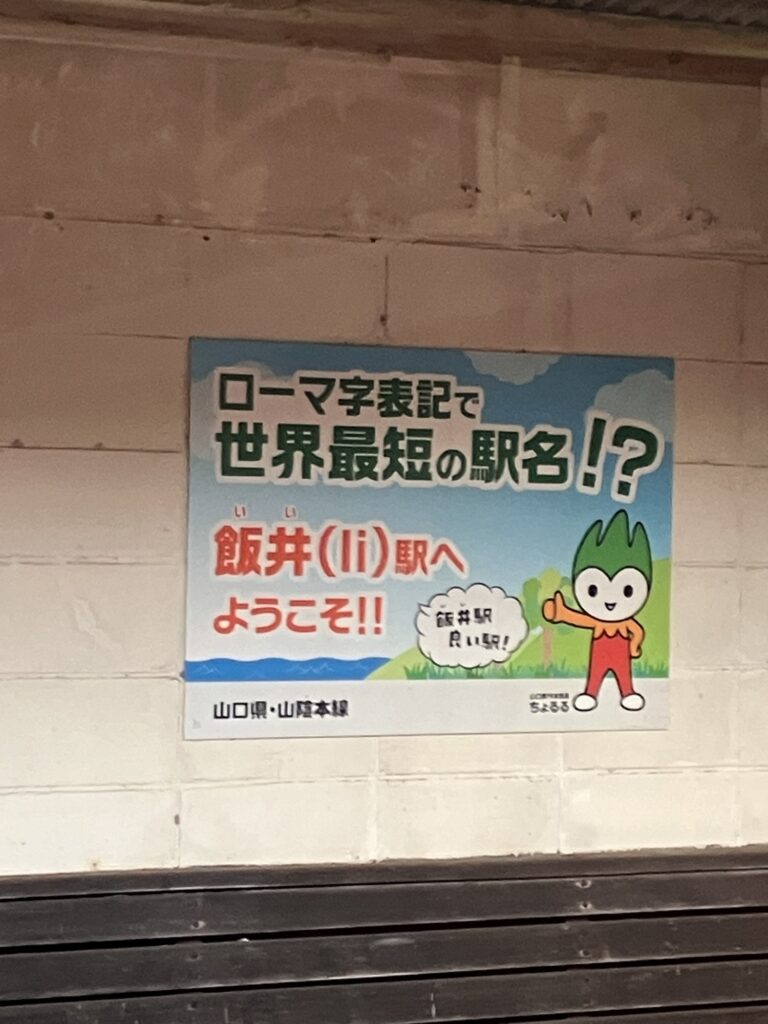 ローマ字表記で
世界最短の駅名!?
いい
飯井(Ii)駅へ
ようこそ!!
飯井駅
良い駅!
山口県・山陰本線
ちょるる